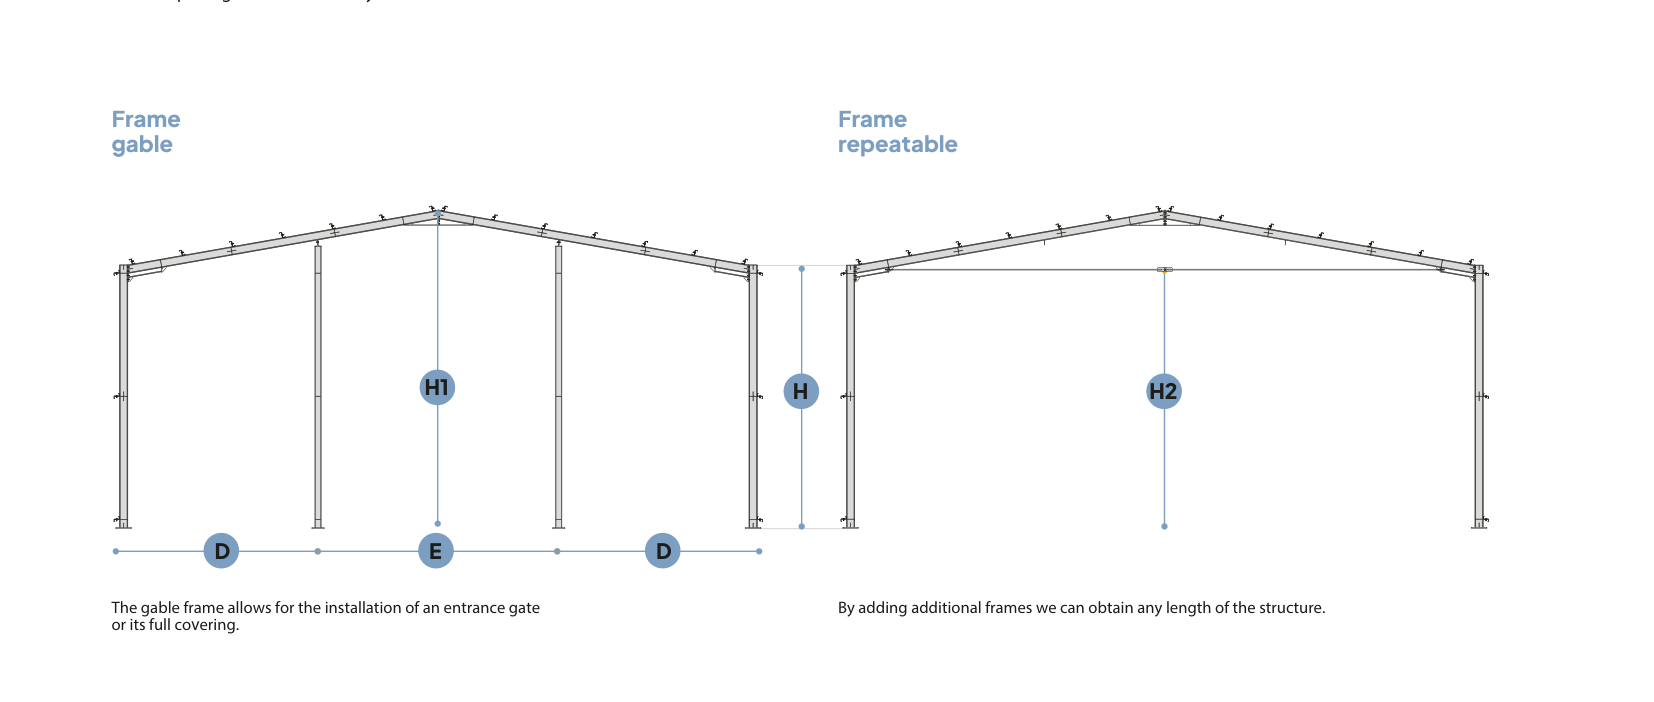 Frame
gable
Frame
repeatable
H1
H
H2
D
E
D
The gable frame allows for the installation of an entrance gate
or its full covering.
By adding additional frames we can obtain any length of the structure.